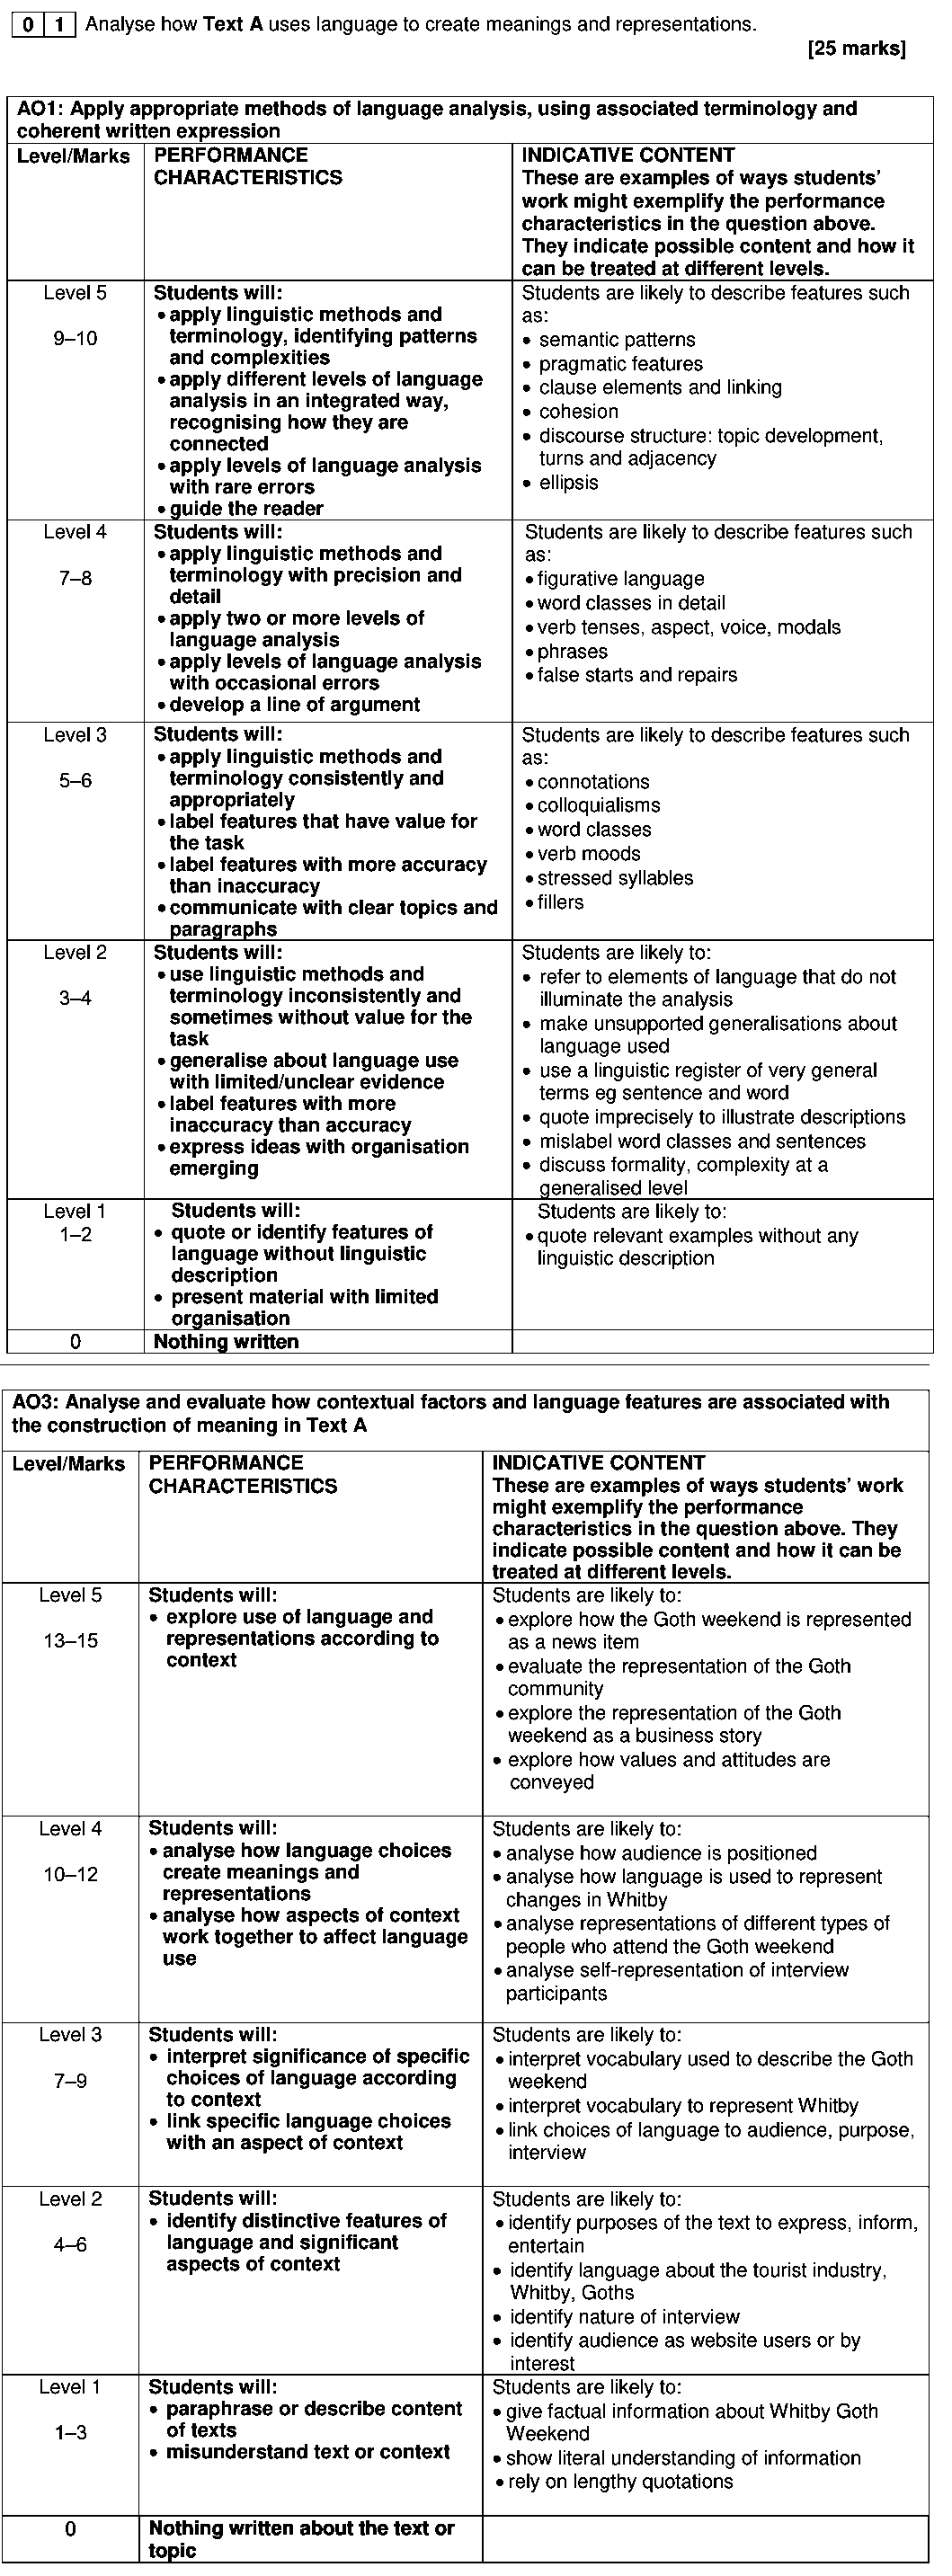 0 1 Analyse how Text A uses language to create meanings and representations.
[25 marks]
AO1: Apply appropriate methods of language analysis, using associated terminology and
coherent written expression
Level/Marks
PERFORMANCE
CHARACTERISTICS
INDICATIVE CONTENT
These are examples of ways students'
work might exemplify the performance
characteristics in the question above.
They indicate possible content and how it
can be treated at different levels.
Level 5
9–10
Students will:
• apply linguistic methods and
terminology, identifying patterns
and complexities
• apply different levels of language
analysis in an integrated way,
recognising how they are
connected
• apply levels of language analysis
with rare errors
• guide the reader
Students are likely to describe features such
as:
• semantic patterns
• pragmatic features
• clause elements and linking
• cohesion
• discourse structure: topic development,
turns and adjacency
• ellipsis
Level 4
7–8
Students will:
• apply linguistic methods and
terminology with precision and
detail
• apply two or more levels of
language analysis
• apply levels of language analysis
with occasional errors
• develop a line of argument
Students are likely to describe features such
as:
• figurative language
• word classes in detail
• verb tenses, aspect, voice, modals
• phrases
• false starts and repairs
Level 3
5–6
Students will:
• apply linguistic methods and
terminology consistently and
appropriately
• label features that have value for
the task
• label features with more accuracy
than inaccuracy
• communicate with clear topics and
paragraphs
Students are likely to describe features such
as:
• connotations
• colloquialisms
• word classes
• verb moods
• stressed syllables
• fillers
Level 2
3–4
Students will:
• use linguistic methods and
terminology inconsistently and
sometimes without value for the
task
• generalise about language use
with limited/unclear evidence
• label features with more
inaccuracy than accuracy
• express ideas with organisation
emerging
Students are likely to:
• refer to elements of language that do not
illuminate the analysis
• make unsupported generalisations about
language used
• use a linguistic register of very general
terms eg sentence and word
• quote imprecisely to illustrate descriptions
• mislabel word classes and sentences
• discuss formality, complexity at a
generalised level
Level 1
1–2
Students will:
• quote or identify features of
language without linguistic
description
• present material with limited
organisation
Students are likely to:
• quote relevant examples without any
linguistic description
0
Nothing written
AO3: Analyse and evaluate how contextual factors and language features are associated with
the construction of meaning in Text A
Level/Marks
PERFORMANCE
CHARACTERISTICS
INDICATIVE CONTENT
These are examples of ways students' work
might exemplify the performance
characteristics in the question above. They
indicate possible content and how it can be
treated at different levels.
Level 5
13–15
Students will:
• explore use of language and
representations according to
context
Students are likely to:
• explore how the Goth weekend is represented
as a news item
• evaluate the representation of the Goth
community
• explore the representation of the Goth
weekend as a business story
• explore how values and attitudes are
conveyed
Level 4
10–12
Students will:
• analyse how language choices
create meanings and
representations
• analyse how aspects of context
work together to affect language
use
Students are likely to:
• analyse how audience is positioned
• analyse how language is used to represent
changes in Whitby
• analyse representations of different types of
people who attend the Goth weekend
• analyse self-representation of interview
participants
Level 3
7–9
Students will:
• interpret significance of specific
choices of language according
to context
• link specific language choices
with an aspect of context
Students are likely to:
• interpret vocabulary used to describe the Goth
weekend
• interpret vocabulary to represent Whitby
• link choices of language to audience, purpose,
interview
Level 2
4–6
Students will:
• identify distinctive features of
language and significant
aspects of context
Students are likely to:
• identify purposes of the text to express, inform,
entertain
• identify language about the tourist industry,
Whitby, Goths
• identify nature of interview
• identify audience as website users or by
interest
Level 1
1–3
Students will:
• paraphrase or describe content
of texts
• misunderstand text or context
Students are likely to:
• give factual information about Whitby Goth
Weekend
• show literal understanding of information
• rely on lengthy quotations
0
Nothing written about the text or
topic